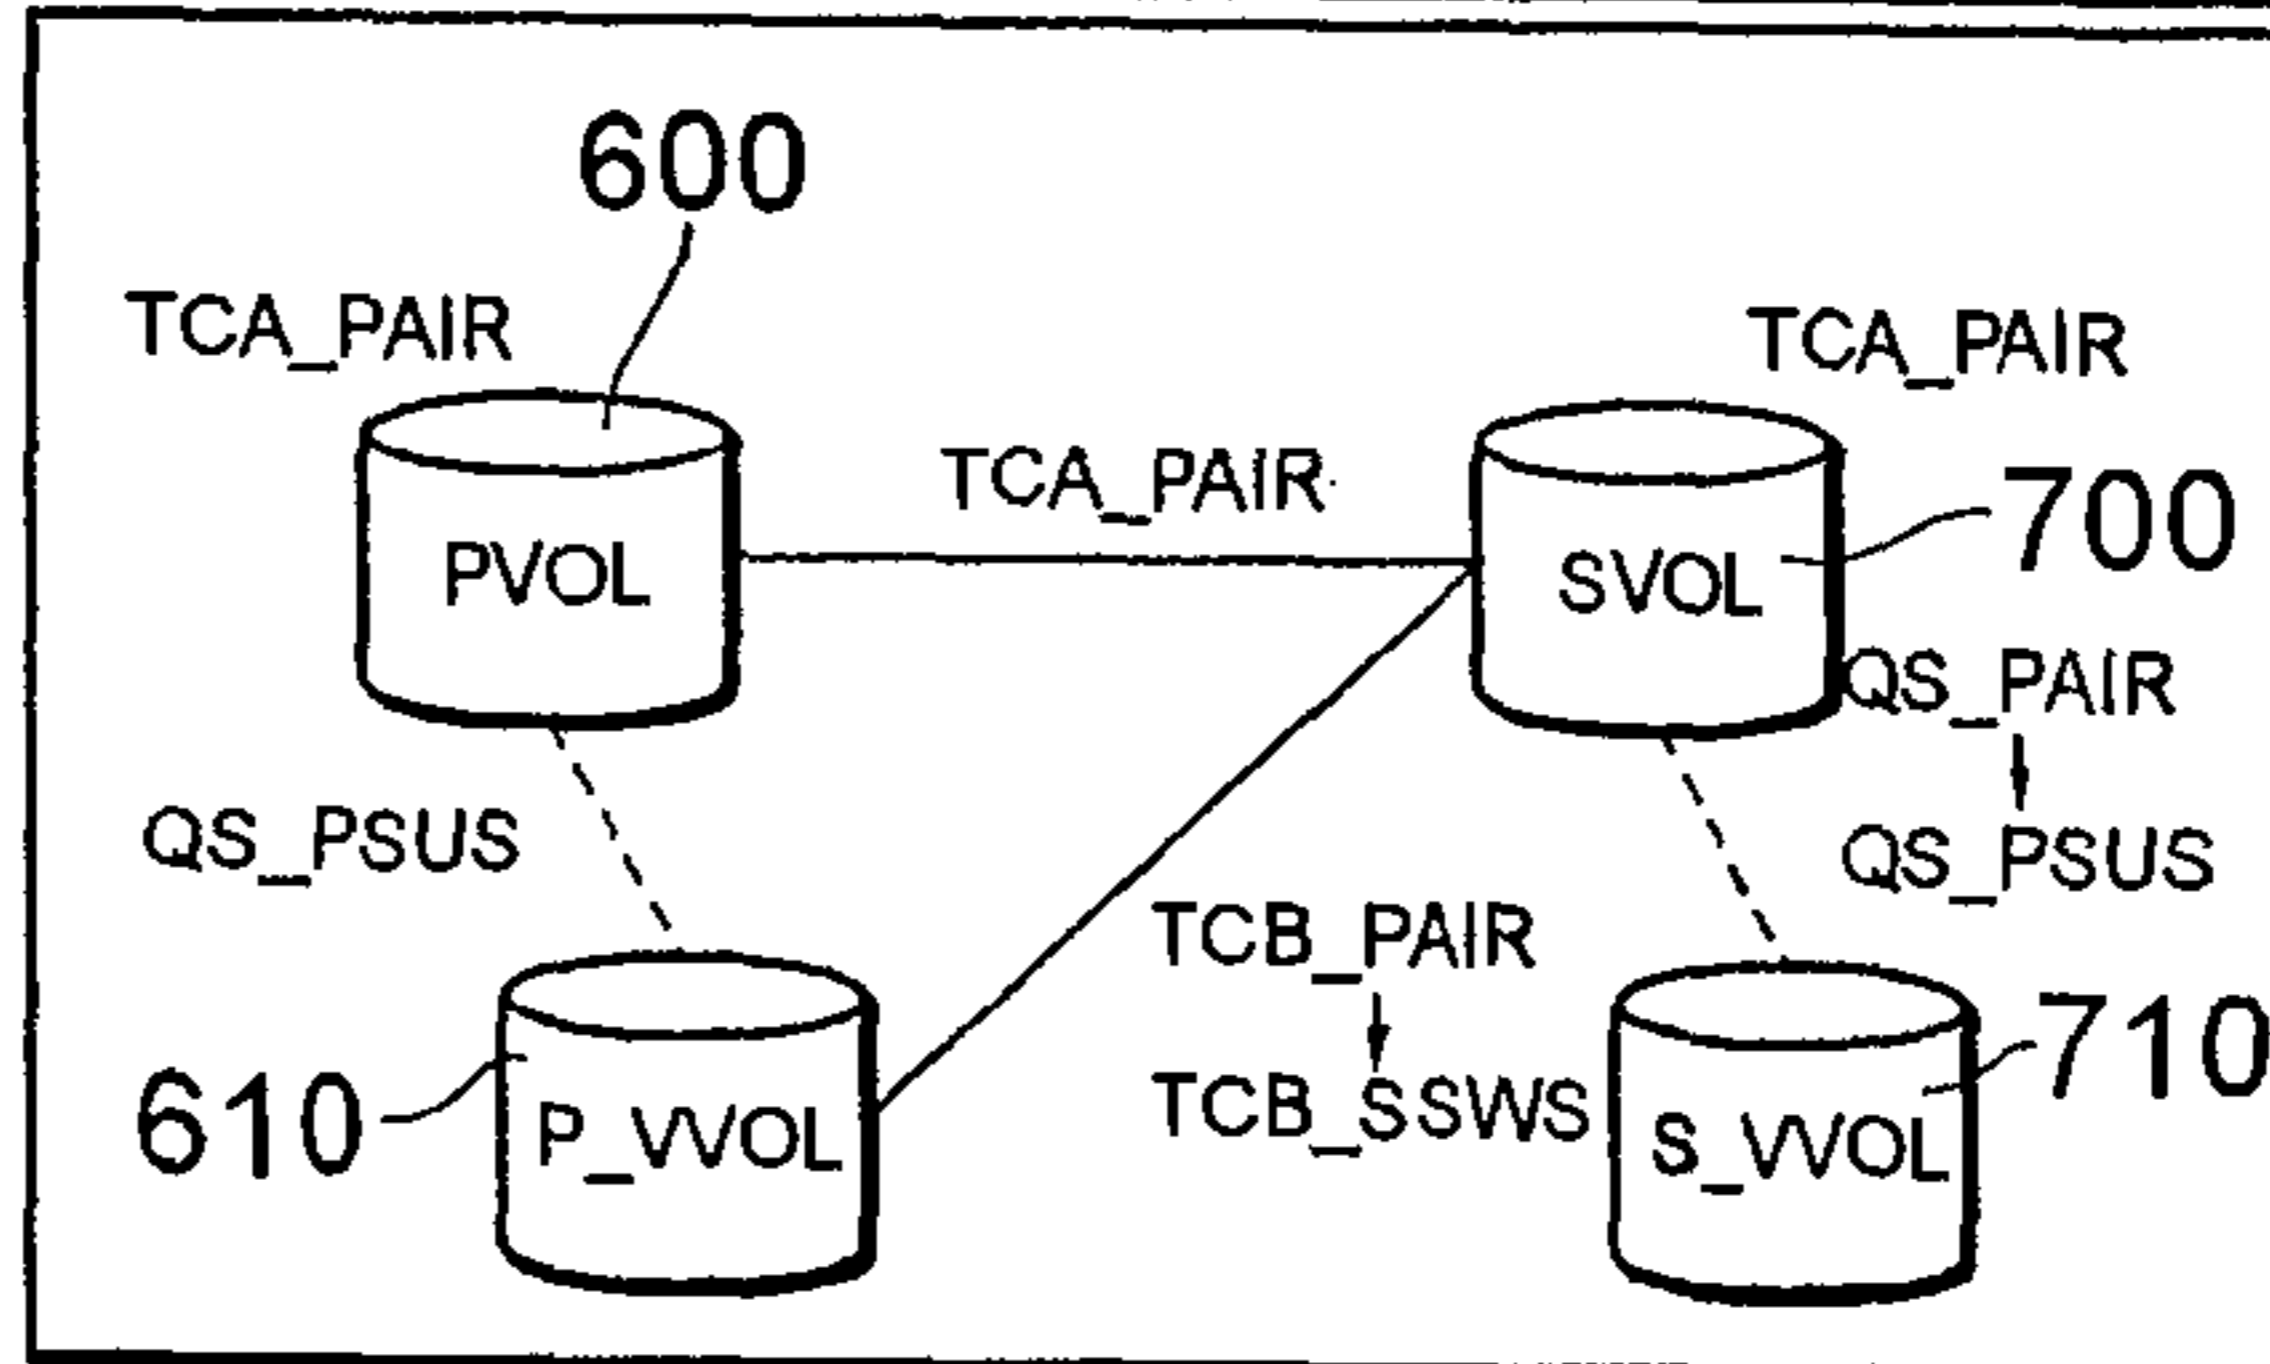 600
TCA_PAIR
TCA_PAIR
TCA_PAIR
700
PVOL
SVOL
QS_PAIR
QS_PSUS
QS_PSUS
TCB_PAIR
710
610
TCB_SSWS
P_VVOL
S_VVOL